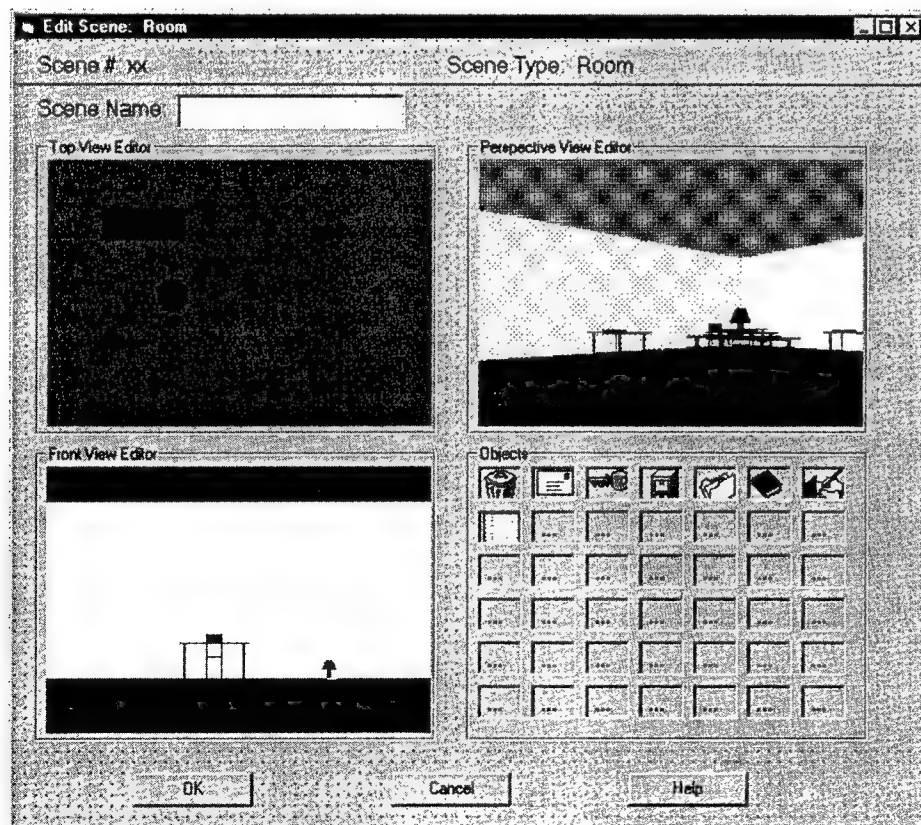 Edit Scene: Room
Scene # xx Scene Type: Room
Scene Name
Top View Editor Perspective View Editor
Front View Editor Objects
... ... ... ... ... ...
... ... ... ... ... ... ...
... ... ... ... ... ... ...
... ... ... ... ... ... ...
... ... ... ... ... ... ...
OK Cancel Help